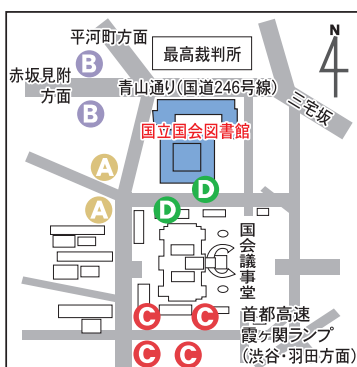 平河町方面
N
最高裁判所
B
赤坂見附
方面
青山通り(国道246号線)
三宅坂
B
国立国会図書館
A
D
A
D
国会議事堂
C
C
首都高速
霞ヶ関ランプ
(渋谷・羽田方面)
C
C